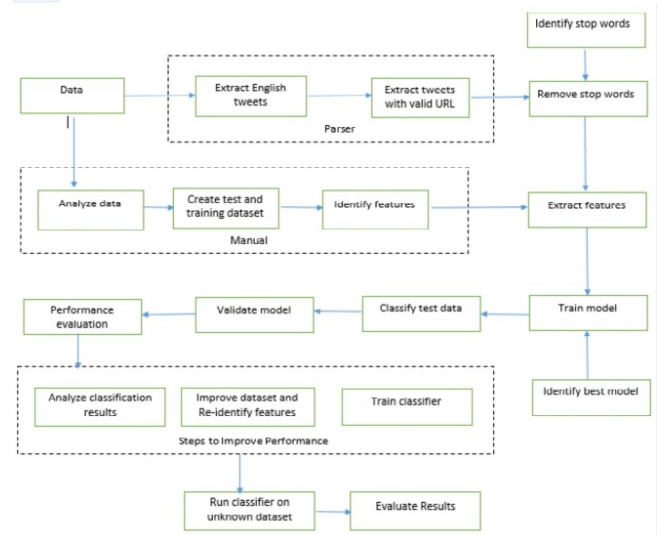 Identify stop words
Data
Extract English
tweets
Extract tweets
with valid URL
Remove stop words
Parser
Analyze data
Create test and
training dataset
Identify features
Extract features
Manual
Performance
evaluation
Validate model
Classify test data
Train model
Identify best model
Analyze classification
results
Improve dataset and
Re-identify features
Train classifier
Steps to Improve Performance
Run classifier on
unknown dataset
Evaluate Results